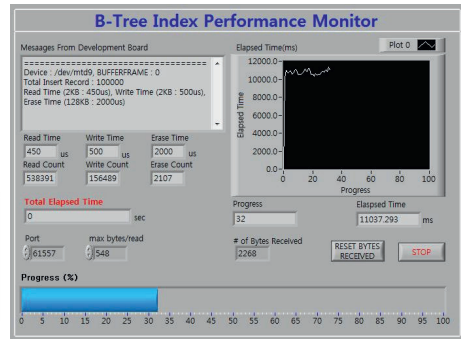 B-Tree Index Performance Monitor
Mesaages From Development Board
=====================================
Device : /dev/mtd9, BUFFERFRAME : 0
Total Insert Record : 100000
Read Time (2KB : 450us), Write Time (2KB : 500us),
Erase Time (128KB : 2000us)
Read Time Write Time Erase Time
450 us 500 us 2000 us
Read Count Write Count Erase Count
538391 156489 2107
Total Elapsed Time
0 sec
Port max bytes/read
61557 548
Elapsed Time(ms) Plot 0
12000.0
10000.0
8000.0
6000.0
4000.0
2000.0
0.0
Elapsed Time
0 20 40 60 80 100
Progress
Progress Elaspsed Time
32 11037.293 ms
# of Bytes Received
2268
RESET BYTES
RECEIVED
STOP
Progress (%)
0 5 10 15 20 25 30 35 40 45 50 55 60 65 70 75 80 85 90 95 100